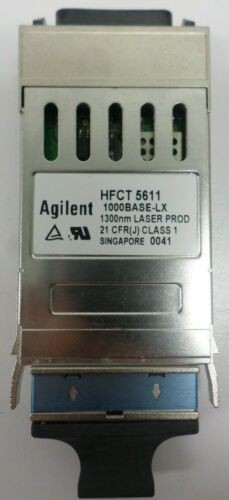 HFCT 5611
Agilent
1000BASE-LX
1300nm LASER PROD
21 CFR(J) CLASS 1
SINGAPORE 0041